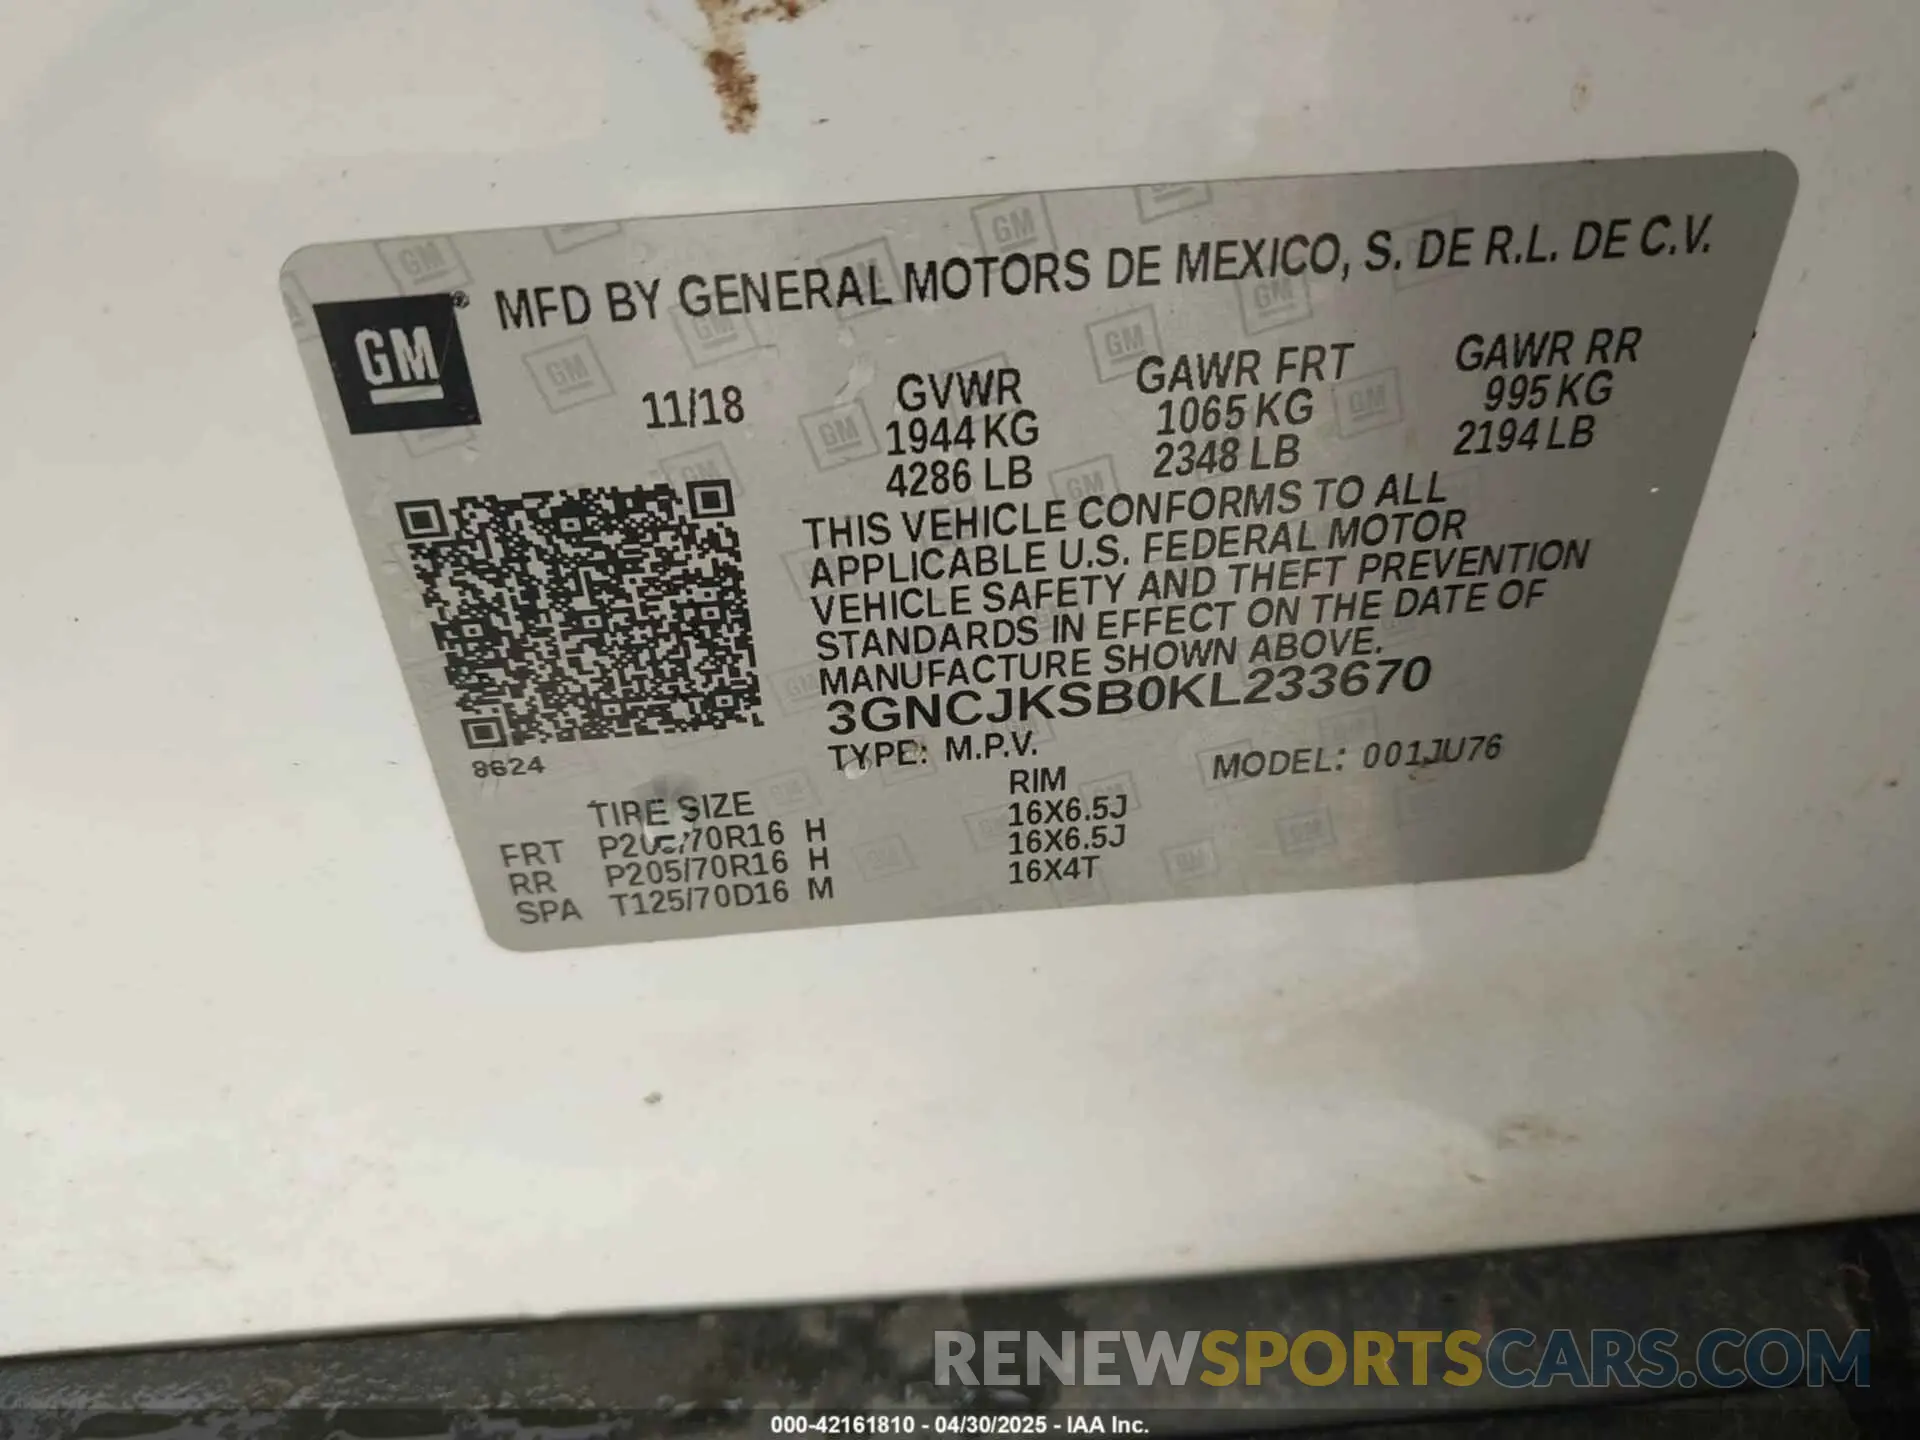 GM® MFD BY GENERAL MOTORS DE MEXICO, S. DE R.L. DE C.V.
11/18 GVWR GAWR FRT GAWR RR
1944 KG 1065 KG 995 KG
4286 LB 2348 LB 2194 LB
THIS VEHICLE CONFORMS TO ALL
APPLICABLE U.S. FEDERAL MOTOR
VEHICLE SAFETY AND THEFT PREVENTION
STANDARDS IN EFFECT ON THE DATE OF
MANUFACTURE SHOWN ABOVE.
3GNCJKSB0KL233670
8624
TYPE: M.P.V. MODEL: 001JU76
TIRE SIZE RIM
FRT P205/70R16 H 16X6.5J
RR P205/70R16 H 16X6.5J
SPA T125/70D16 M 16X4T
RENEWSPORTSCARS.COM
000-42161810 - 04/30/2025 - IAA Inc.